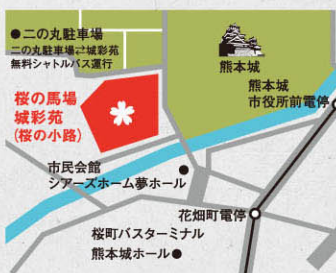 ●二の丸駐車場
二の丸駐車場⇄城彩苑
無料シャトルバス運行
熊本城
熊本城
市役所前電停
桜の馬場
城彩苑
(桜の小路)
市民会館
シアーズホーム夢ホール
花畑町電停
桜町バスターミナル
熊本城ホール●